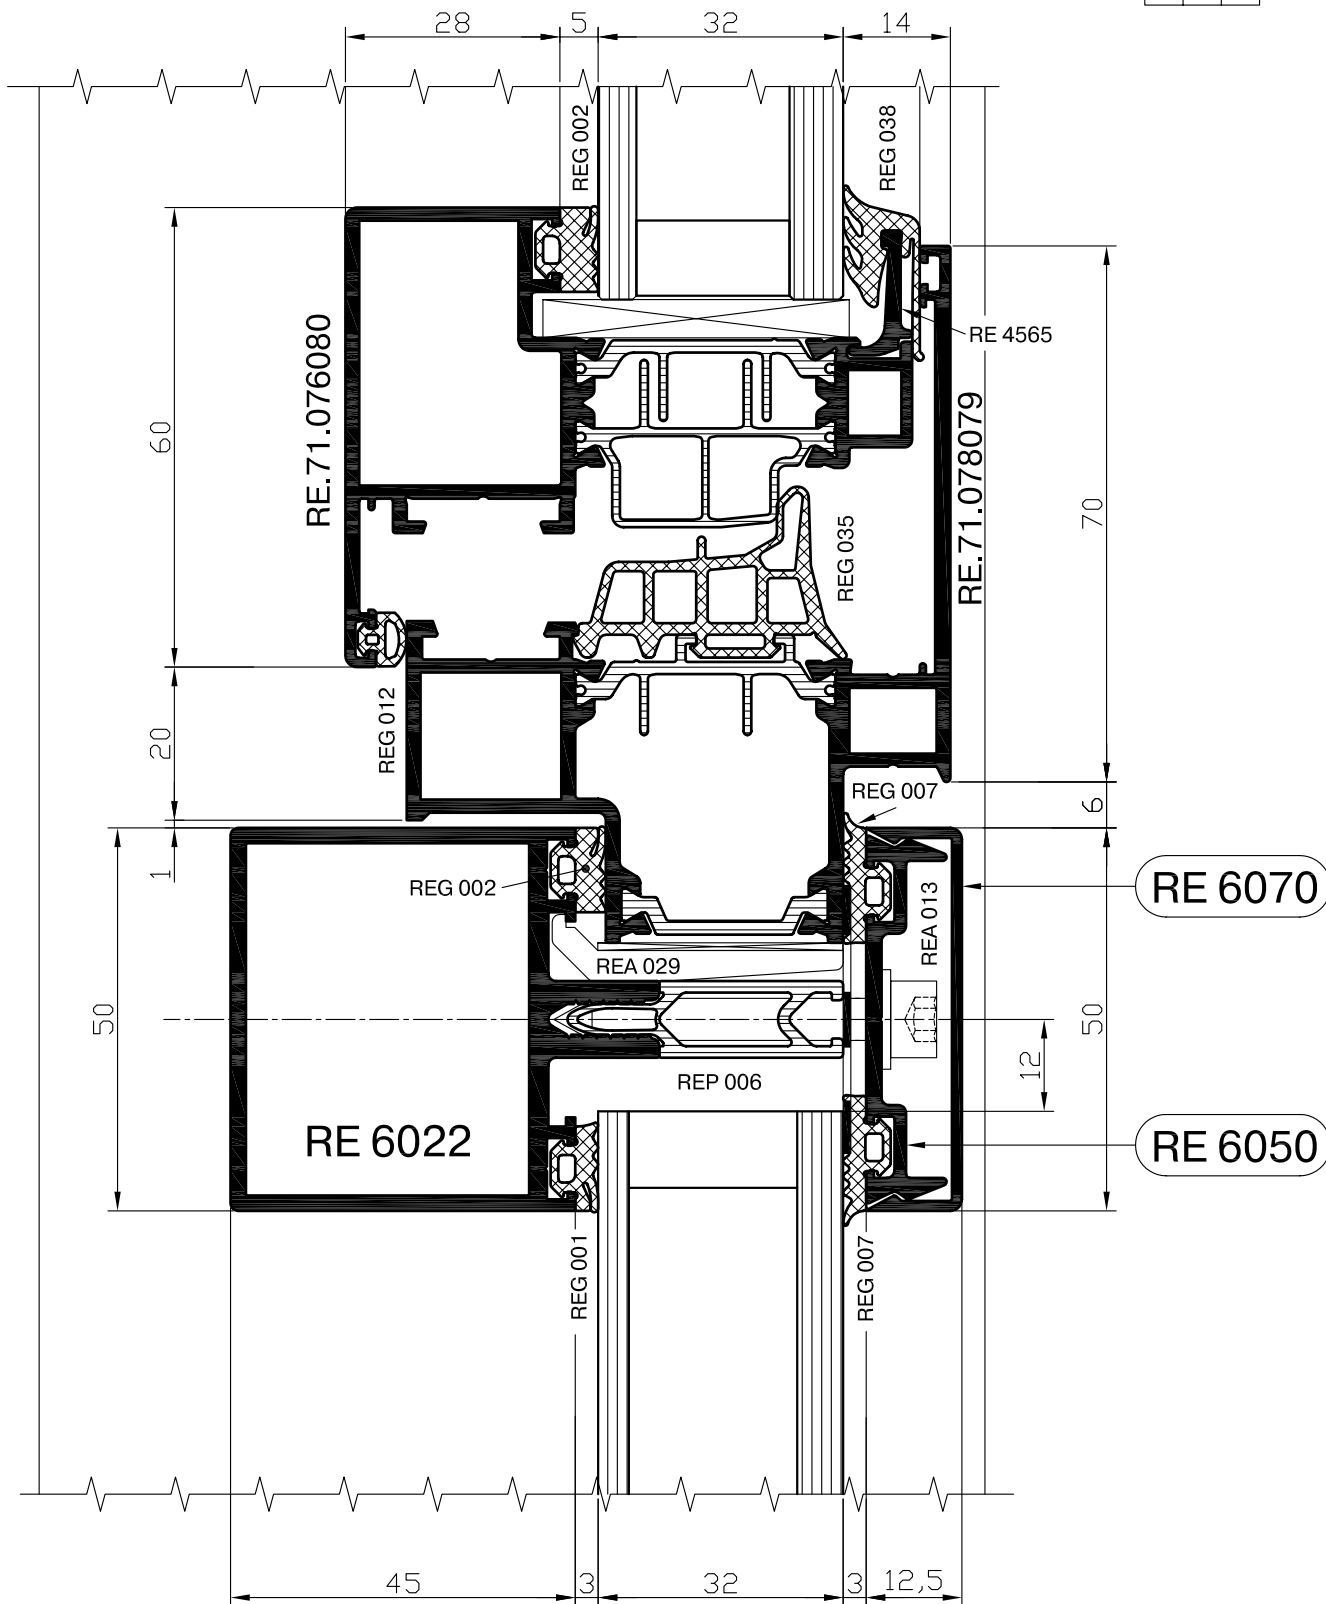 28 5 32 14
REG 002
REG 038
RE 4565
RE.71.076080
60
RE.71.078079
70
REG 035
REG 012
20
REG 007
6
1
REG 002
REA 013
RE 6070
REA 029
50
50
12
REP 006
RE 6022
RE 6050
REG 001
REG 007
45 3 32 3 12,5